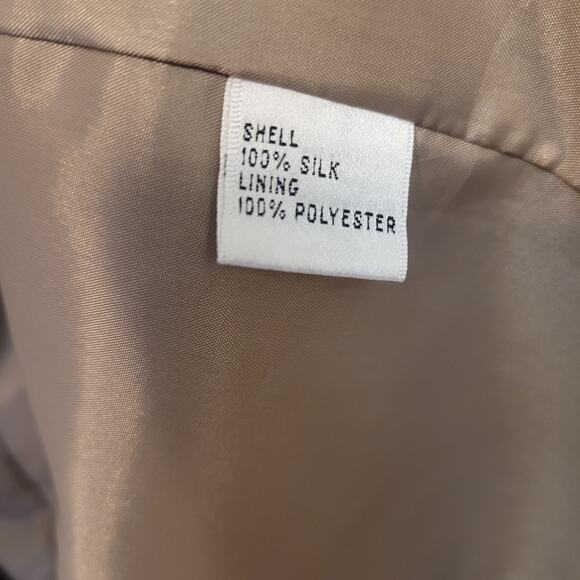 SHELL
100% SILK
LINING
100% POLYESTER